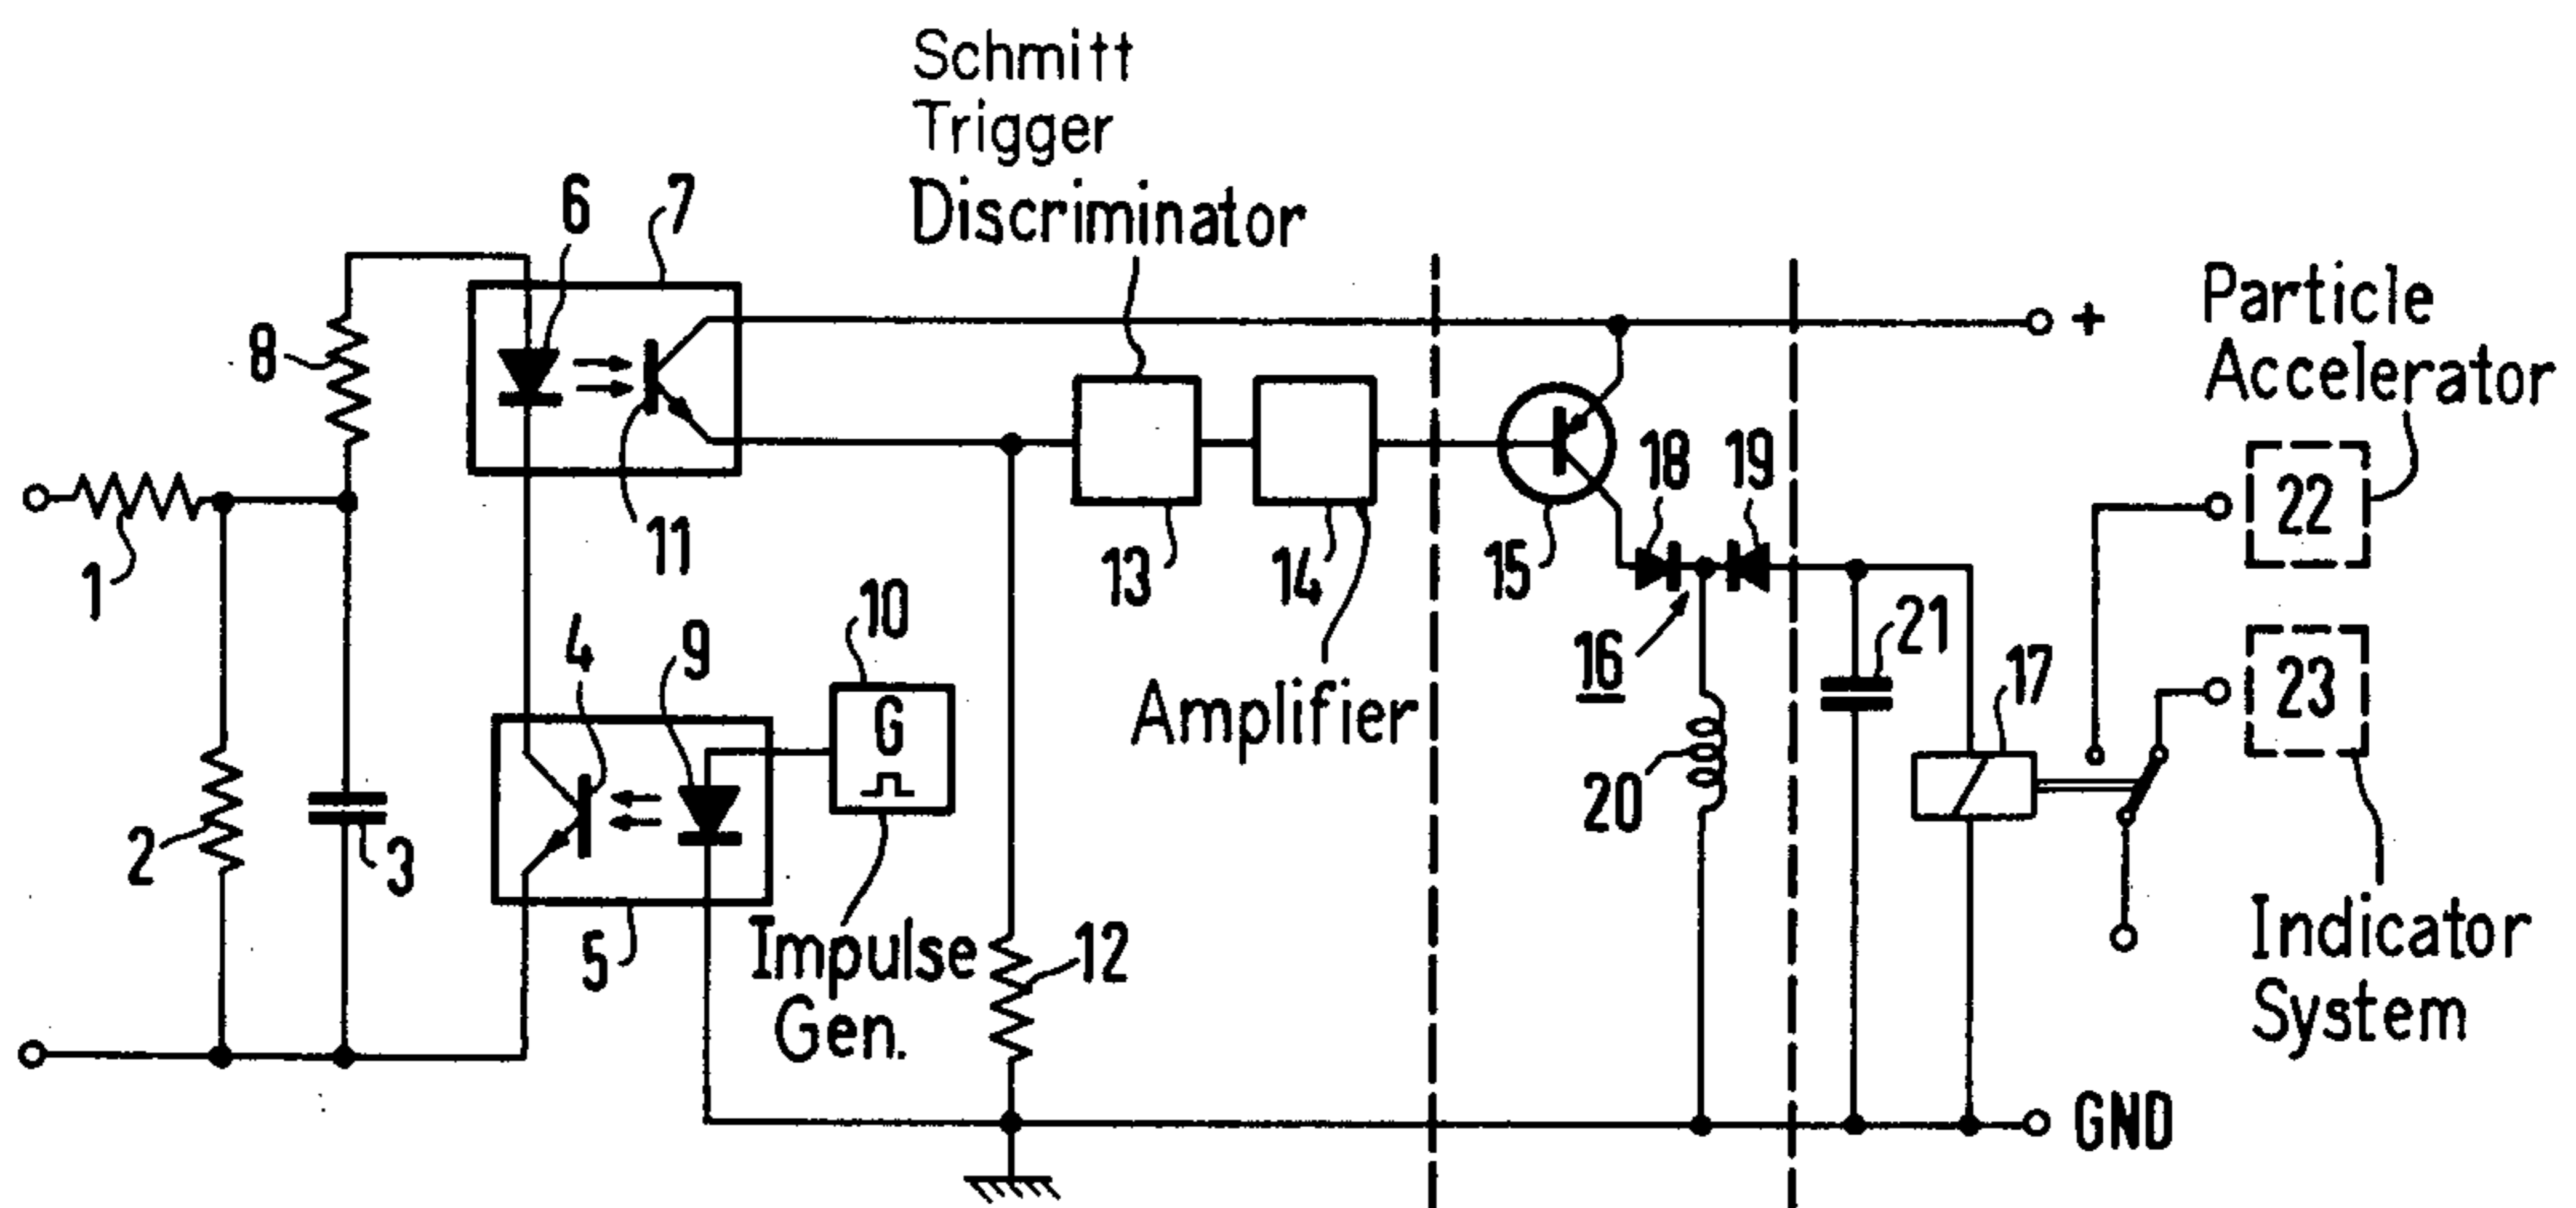 Schmitt
Trigger
Discriminator
6
7
8
+
Particle
Accelerator
22
1
11
13
14
15
18
19
4
9
10
G
Amplifier
16
21
17
23
20
2
3
5
Impulse
Gen.
12
Indicator
System
GND